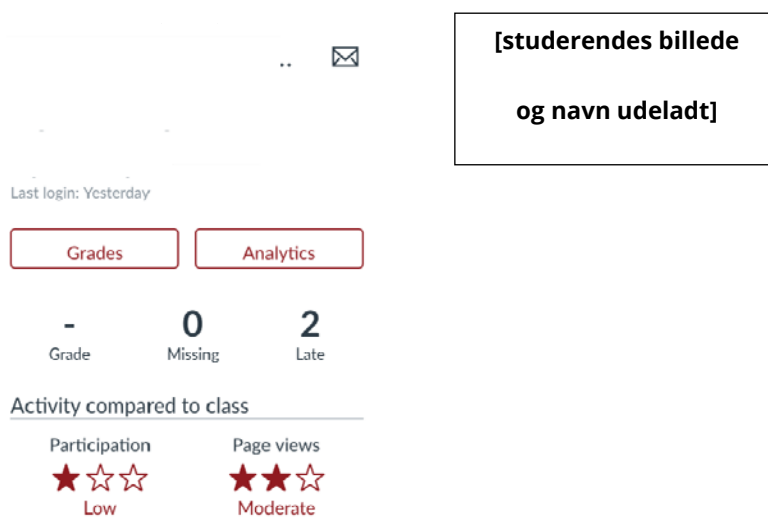 ..
[studerendes billede
og navn udeladt]
Last login: Yesterday
Grades Analytics
- 0 2
Grade Missing Late
Activity compared to class
Participation Page views
Low Moderate